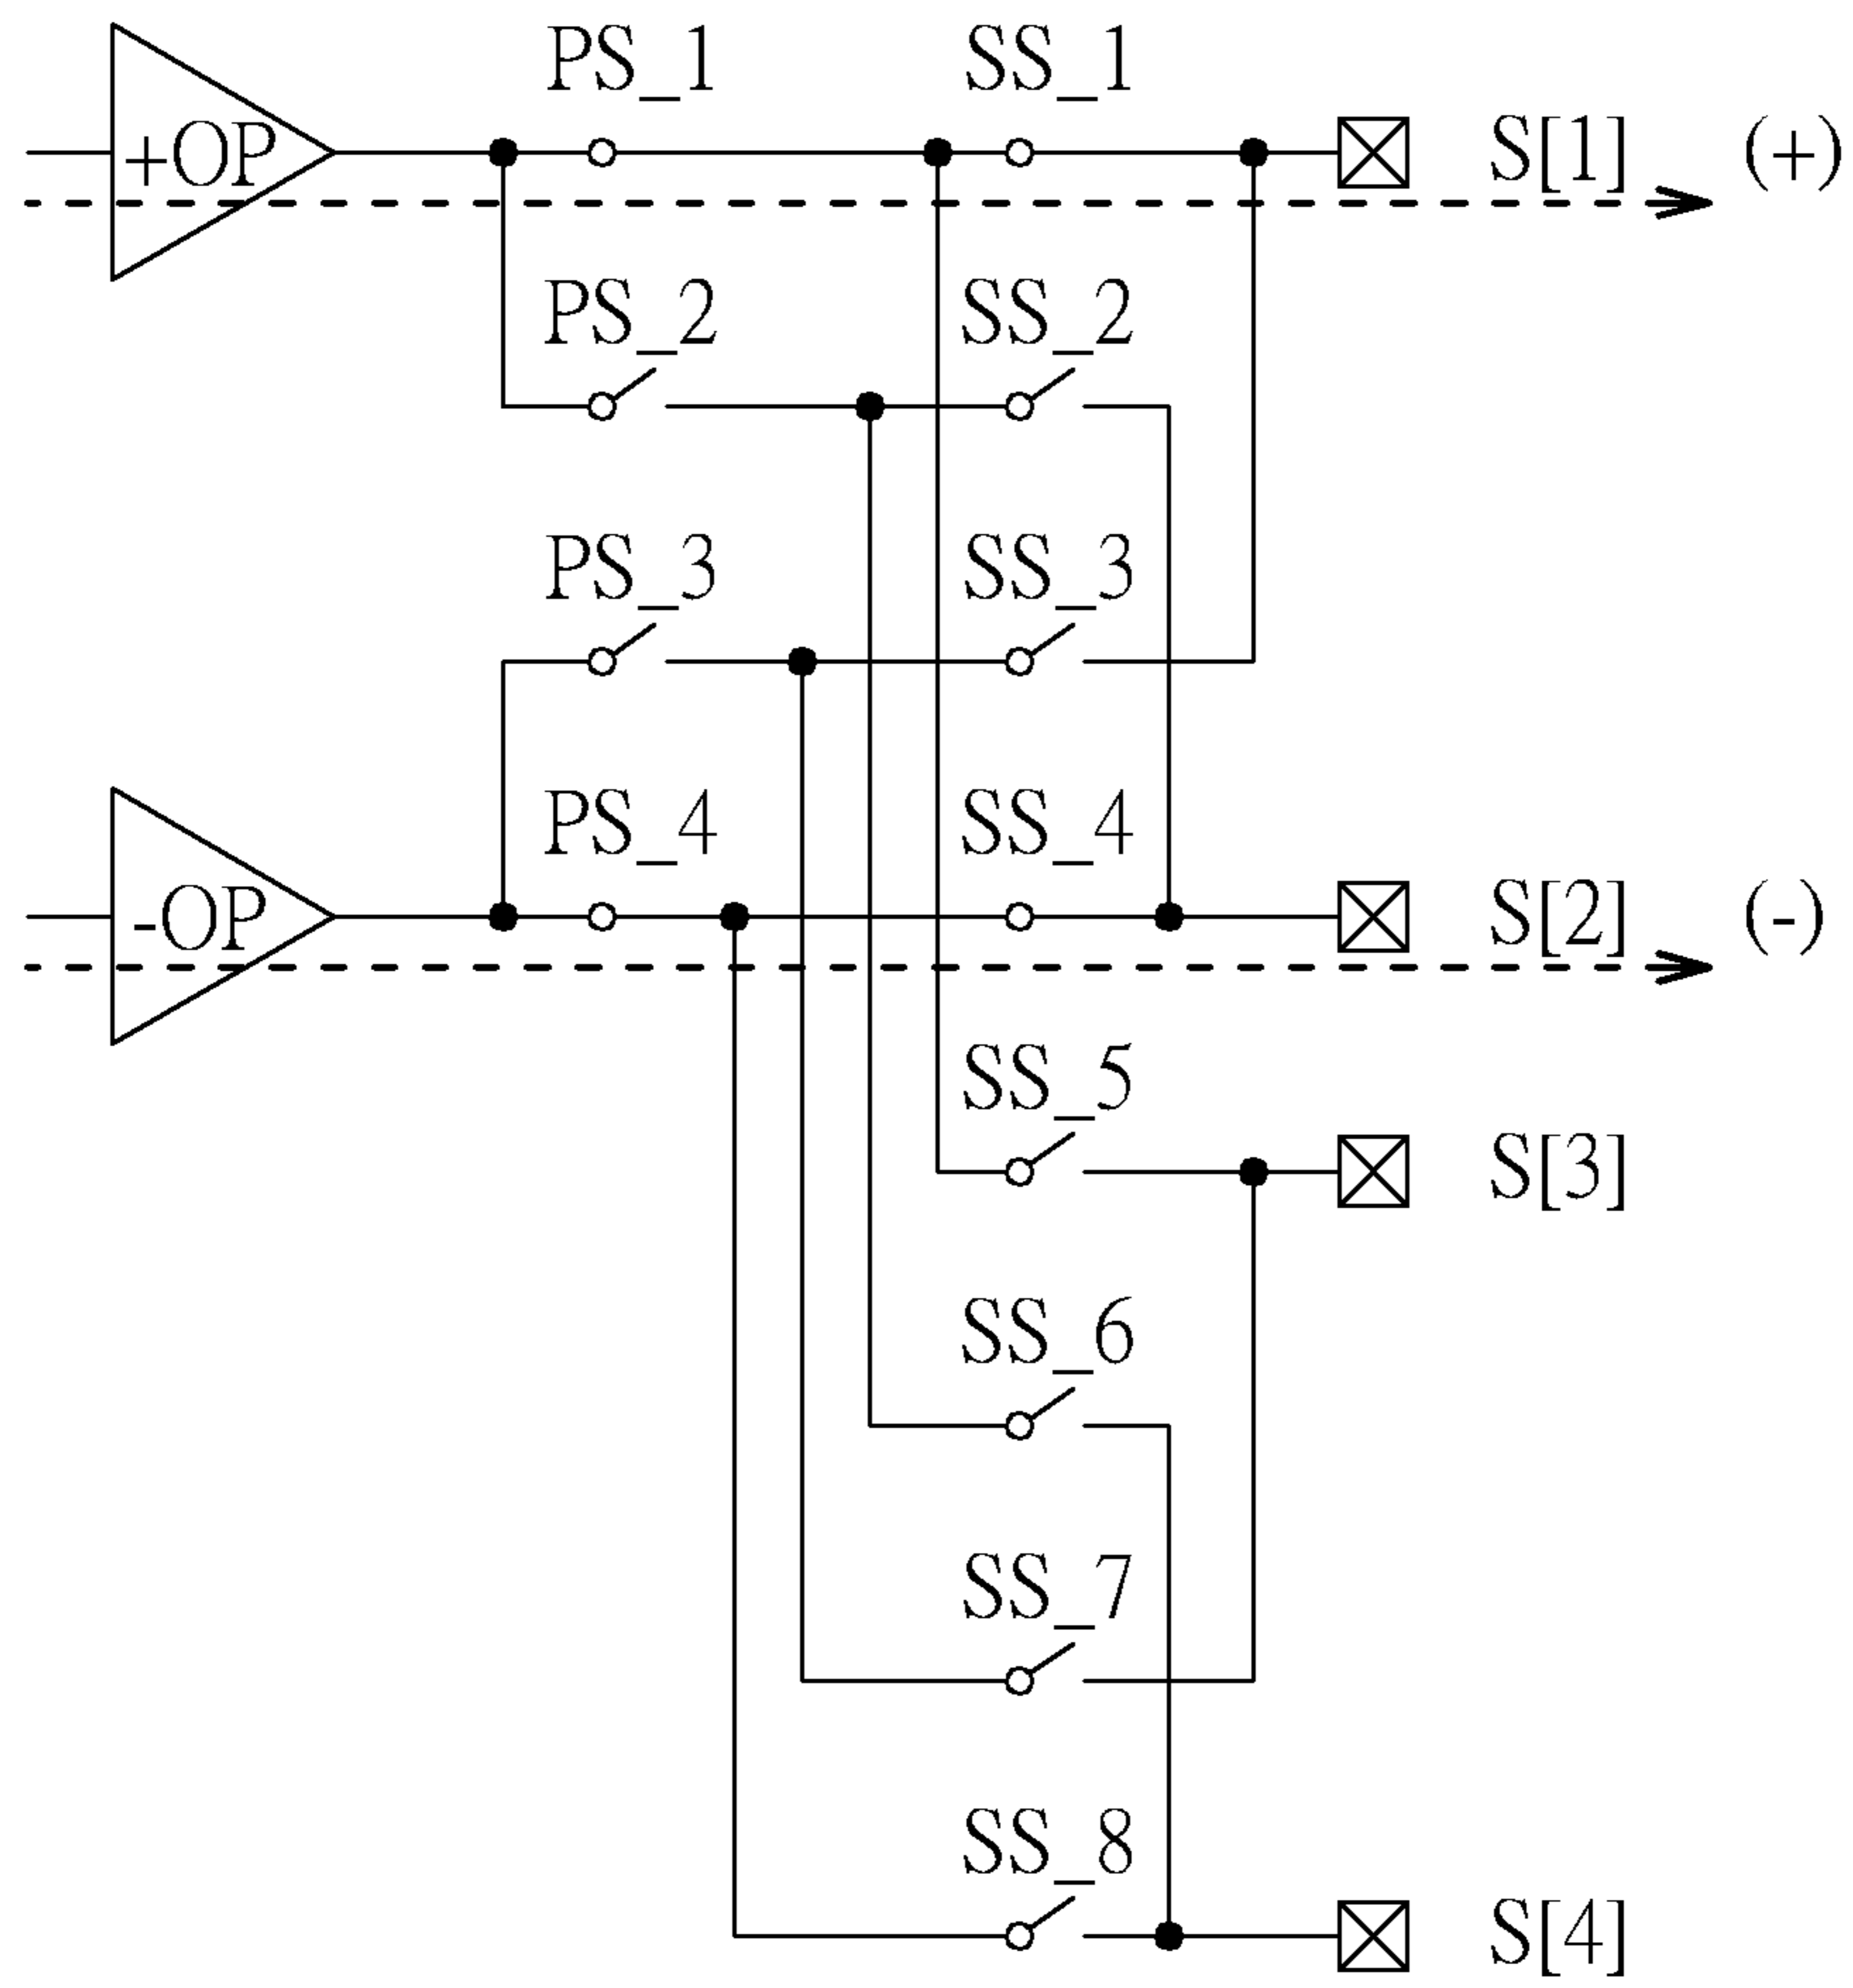 PS_1 SS_1
+OP S[1] (+)
PS_2 SS_2
PS_3 SS_3
PS_4 SS_4
-OP S[2] (-)
SS_5
S[3]
SS_6
SS_7
SS_8
S[4]